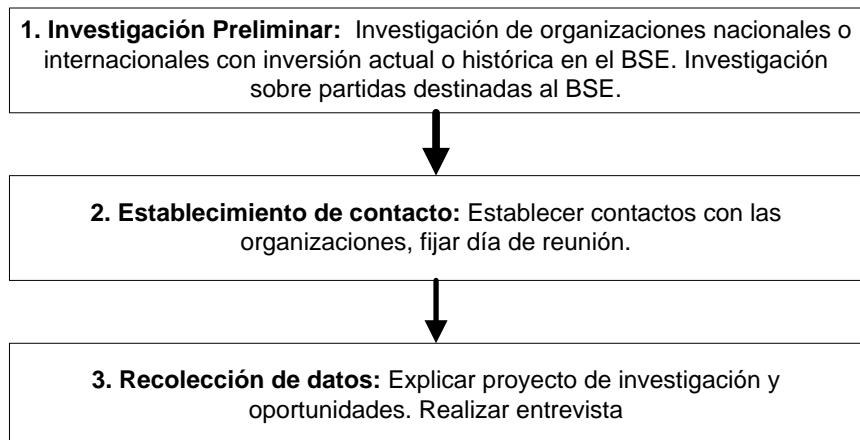 1. Investigación Preliminar: Investigación de organizaciones nacionales o
internacionales con inversión actual o histórica en el BSE. Investigación
sobre partidas destinadas al BSE.
2. Establecimiento de contacto: Establecer contactos con las
organizaciones, fijar día de reunión.
3. Recolección de datos: Explicar proyecto de investigación y
oportunidades. Realizar entrevista